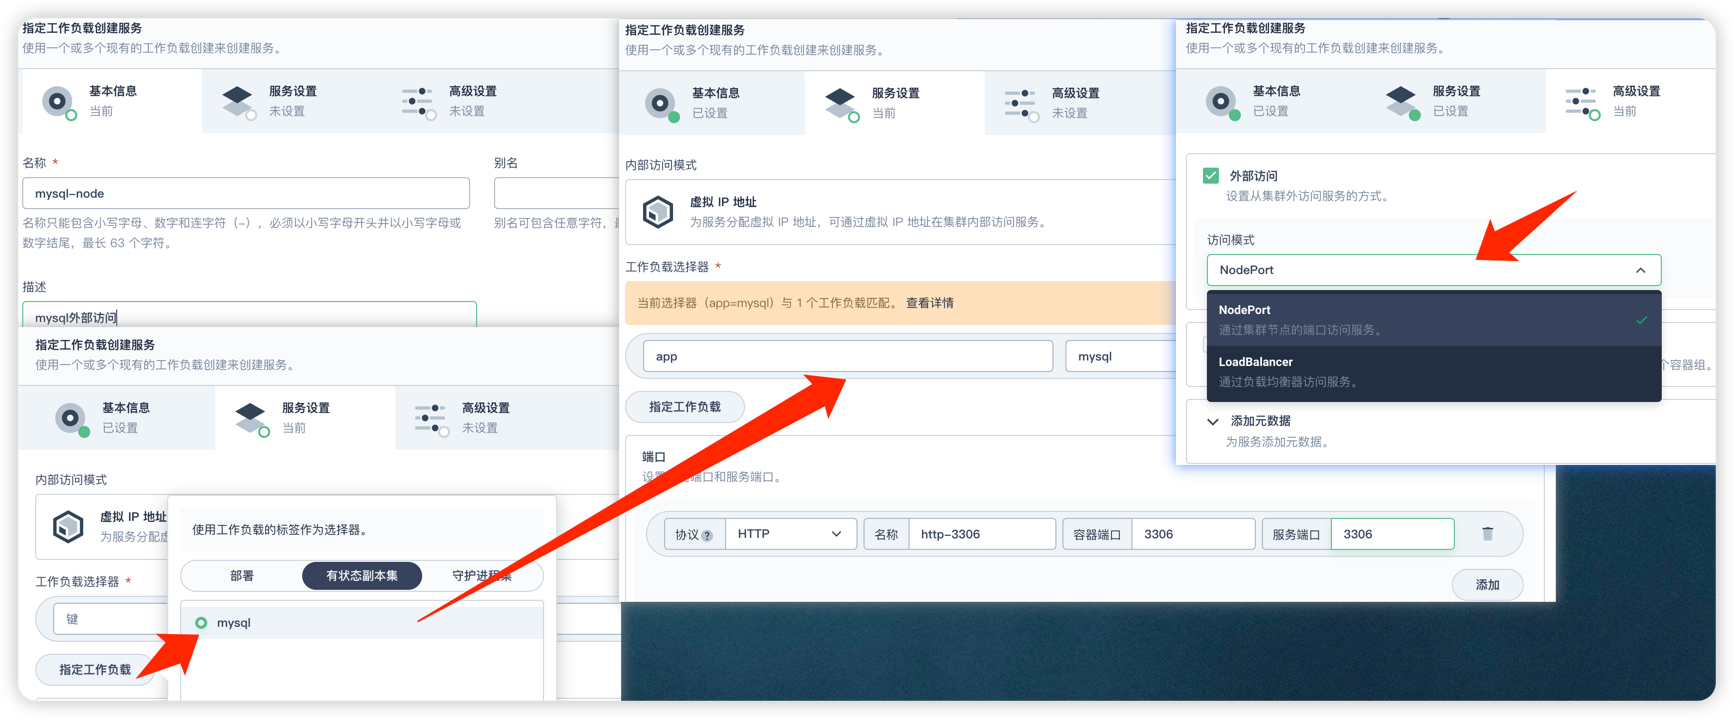 指定工作负载创建服务
使用一个或多个现有的工作负载创建来创建服务。
基本信息
当前
服务设置
未设置
高级设置
未设置
名称 *
mysql-node
名称只能包含小写字母、数字和连字符（-），必须以小写字母开头并以小写字母或
数字结尾，最长 63 个字符。
别名
别名可包含任意字符，
描述
mysql外部访问
指定工作负载创建服务
使用一个或多个现有的工作负载创建来创建服务。
基本信息
已设置
服务设置
当前
高级设置
未设置
内部访问模式
虚拟 IP 地址
为服务分配虚
工作负载选择器 *
键
指定工作负载
使用工作负载的标签作为选择器。
部署
有状态副本集
守护进程集
mysql
指定工作负载创建服务
使用一个或多个现有的工作负载创建来创建服务。
基本信息
已设置
服务设置
当前
高级设置
未设置
内部访问模式
虚拟 IP 地址
为服务分配虚拟 IP 地址，可通过虚拟 IP 地址在集群内部访问服务。
工作负载选择器 *
当前选择器（app=mysql）与 1 个工作负载匹配。 查看详情
app
mysql
指定工作负载
端口
端口和服务端口。
协议 ?
HTTP
名称
http-3306
容器端口
3306
服务端口
3306
添加
指定工作负载创建服务
使用一个或多个现有的工作负载创建来创建服务。
基本信息
已设置
服务设置
已设置
高级设置
当前
外部访问
设置从集群外访问服务的方式。
访问模式
NodePort
NodePort
通过集群节点的端口访问服务。
LoadBalancer
通过负载均衡器访问服务。
个容器组。
添加元数据
为服务添加元数据。